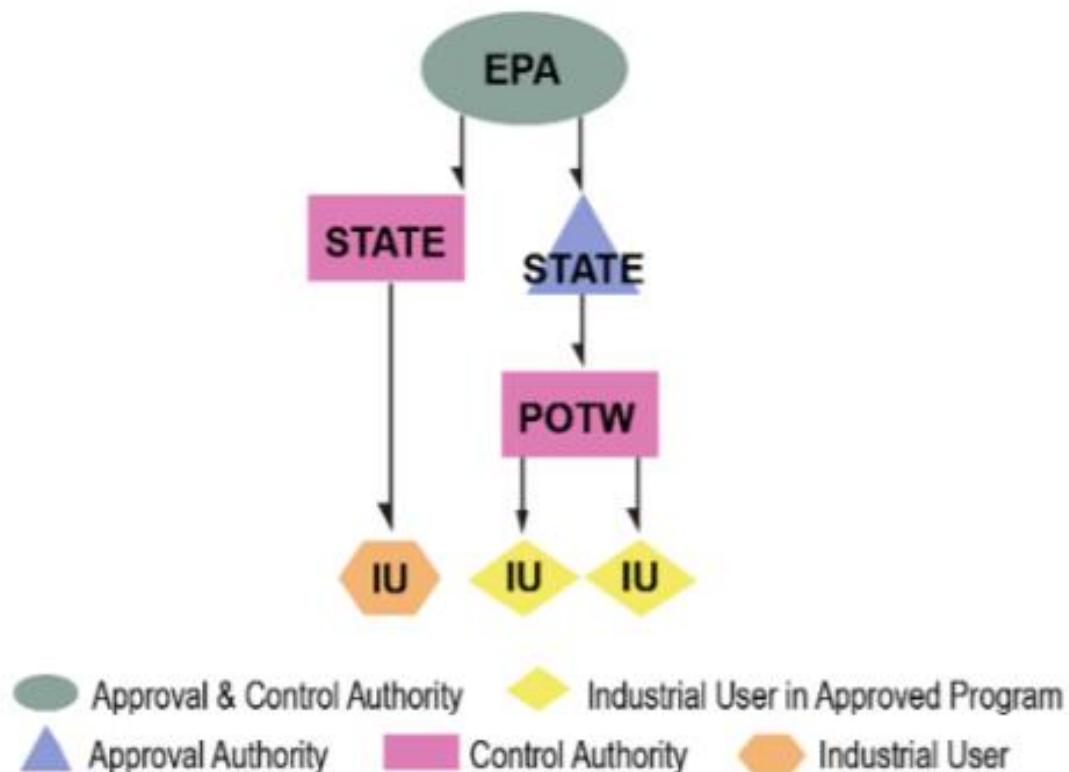 EPA
STATE
STATE
POTW
IU
IU
IU
Approval & Control Authority
Industrial User in Approved Program
Approval Authority
Control Authority
Industrial User